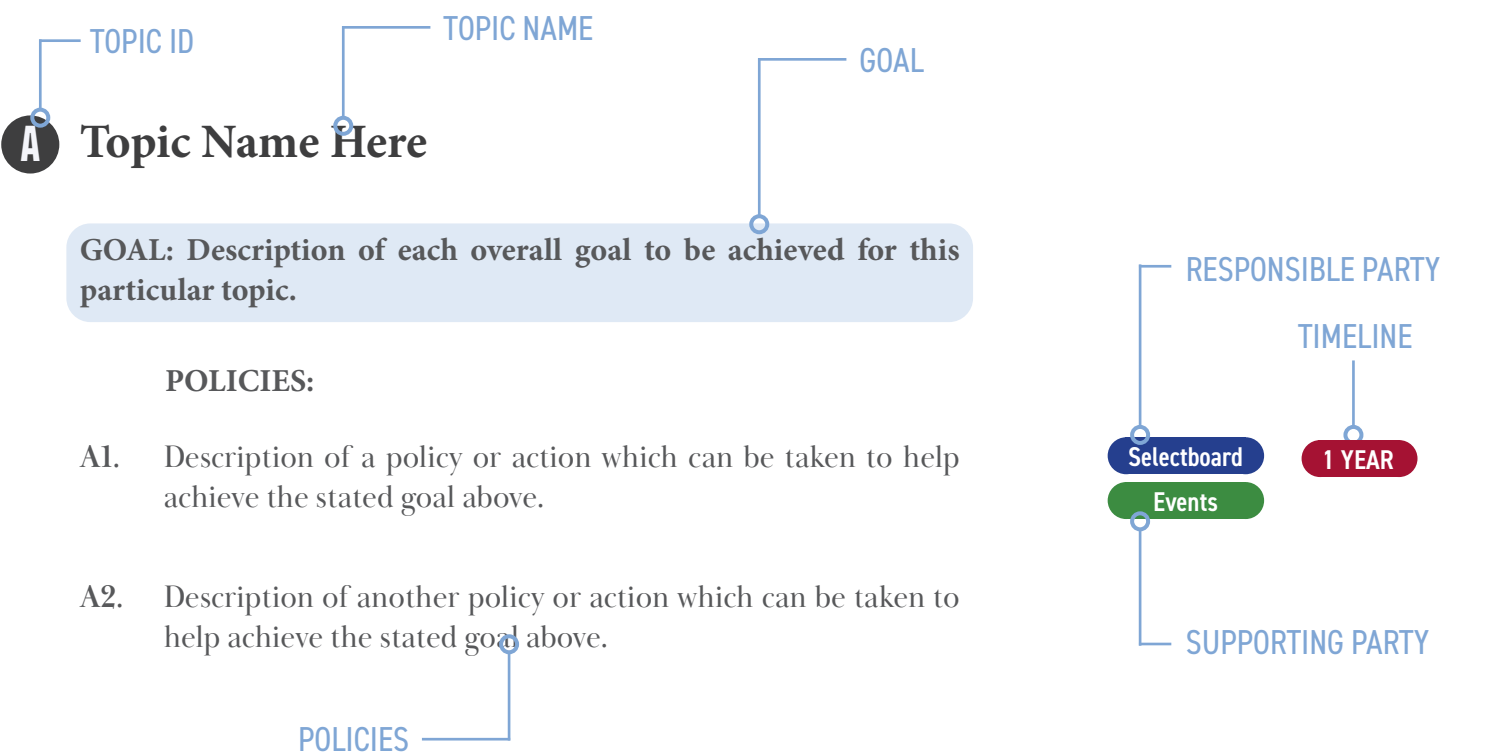 TOPIC ID
TOPIC NAME
GOAL
A
Topic Name Here
GOAL: Description of each overall goal to be achieved for this
particular topic.
RESPONSIBLE PARTY
TIMELINE
POLICIES:
A1. Description of a policy or action which can be taken to help
achieve the stated goal above.
Selectboard
1 YEAR
Events
A2. Description of another policy or action which can be taken to
help achieve the stated goal above.
SUPPORTING PARTY
POLICIES